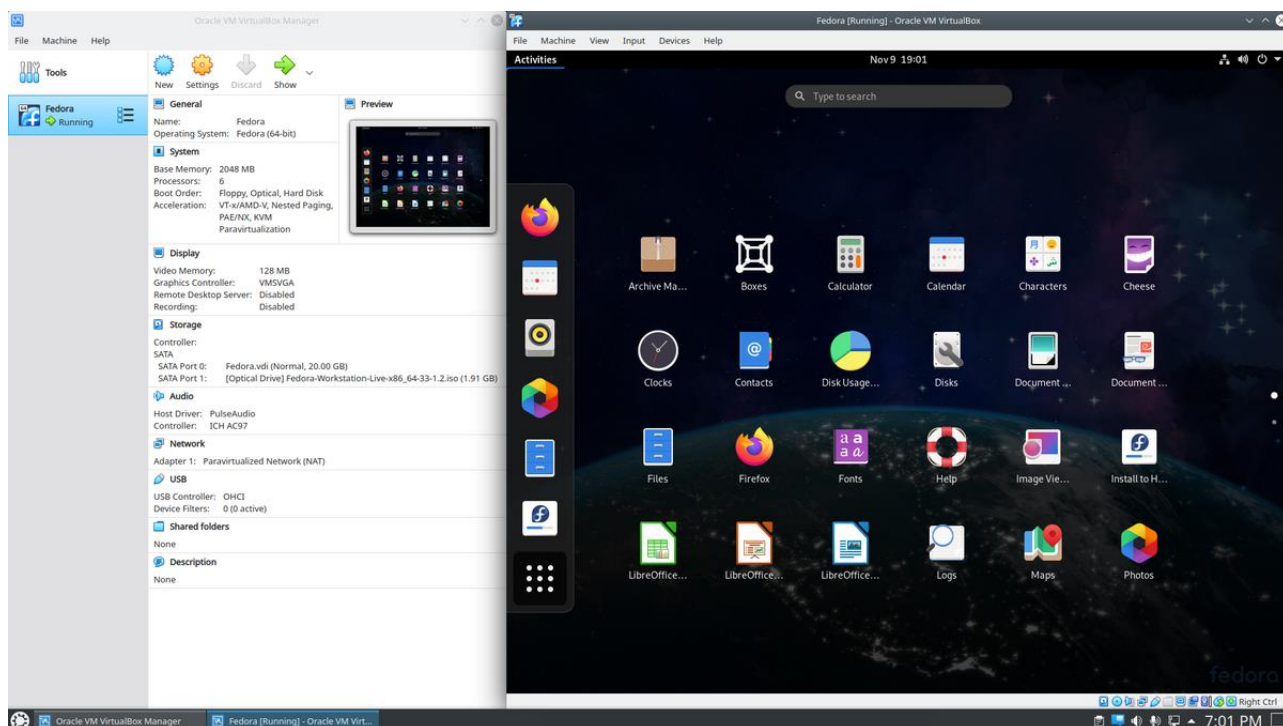 Oracle VM VirtualBox Manager
File Machine Help
Tools
New Settings Discard Show
Fedora
Running
General
Name: Fedora
Operating System: Fedora (64-bit)
System
Base Memory: 2048 MB
Processors: 6
Boot Order: Floppy, Optical, Hard Disk
Acceleration: VT-x/AMD-V, Nested Paging,
PAE/NX, KVM
Paravirtualization
Preview
Display
Video Memory: 128 MB
Graphics Controller: VMSVGA
Remote Desktop Server: Disabled
Recording: Disabled
Storage
Controller:
SATA
SATA Port 0: Fedora.vdi (Normal, 20.00 GB)
SATA Port 1: [Optical Drive] Fedora-Workstation-Live-x86_64-33-1.2.iso (1.91 GB)
Audio
Host Driver: PulseAudio
Controller: ICH AC97
Network
Adapter 1: Paravirtualized Network (NAT)
USB
USB Controller: OHCI
Device Filters: 0 (0 active)
Shared folders
None
Description
None
Fedora [Running] - Oracle VM VirtualBox
File Machine View Input Devices Help
Activities Nov 9 19:01
Type to search
Archive Ma... Boxes Calculator Calendar Characters Cheese
Clocks Contacts Disk Usage... Disks Document ... Document ...
Files Firefox Fonts Help Image Vie... Install to H...
LibreOffice... LibreOffice... LibreOffice... Logs Maps Photos
fedora
Right Ctrl
Oracle VM VirtualBox Manager Fedora [Running] - Oracle VM Virt... 7:01 PM